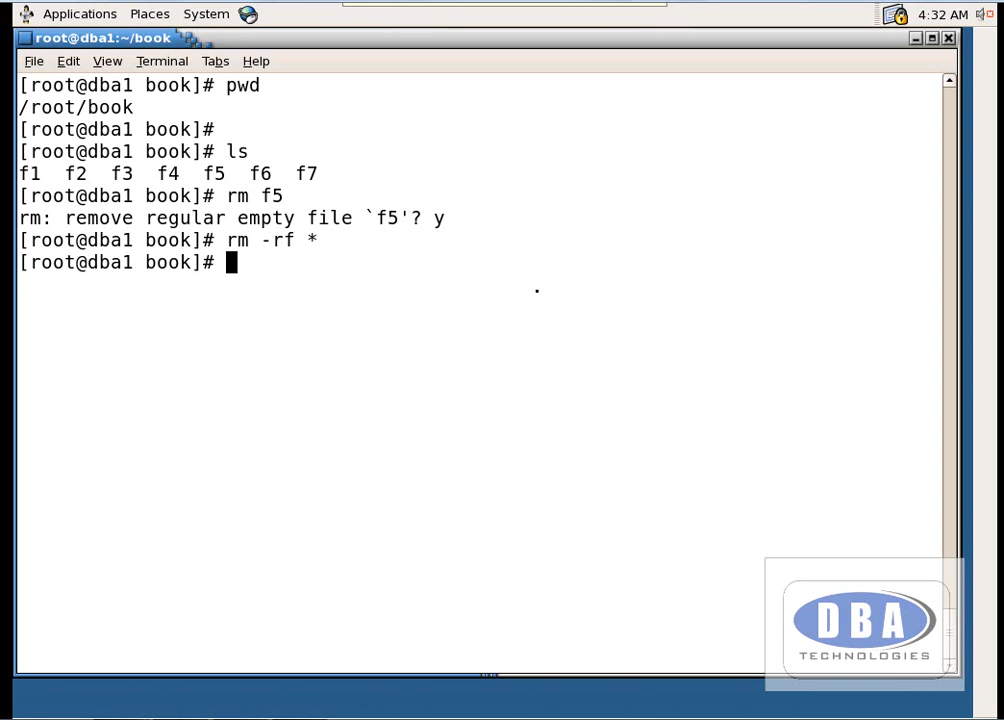 Applications Places System 4:32 AM
root@dba1:~/book
File Edit View Terminal Tabs Help
[root@dba1 book]# pwd
/root/book
[root@dba1 book]#
[root@dba1 book]# ls
f1 f2 f3 f4 f5 f6 f7
[root@dba1 book]# rm f5
rm: remove regular empty file `f5'? y
[root@dba1 book]# rm -rf *
[root@dba1 book]#
DBA
TECHNOLOGIES